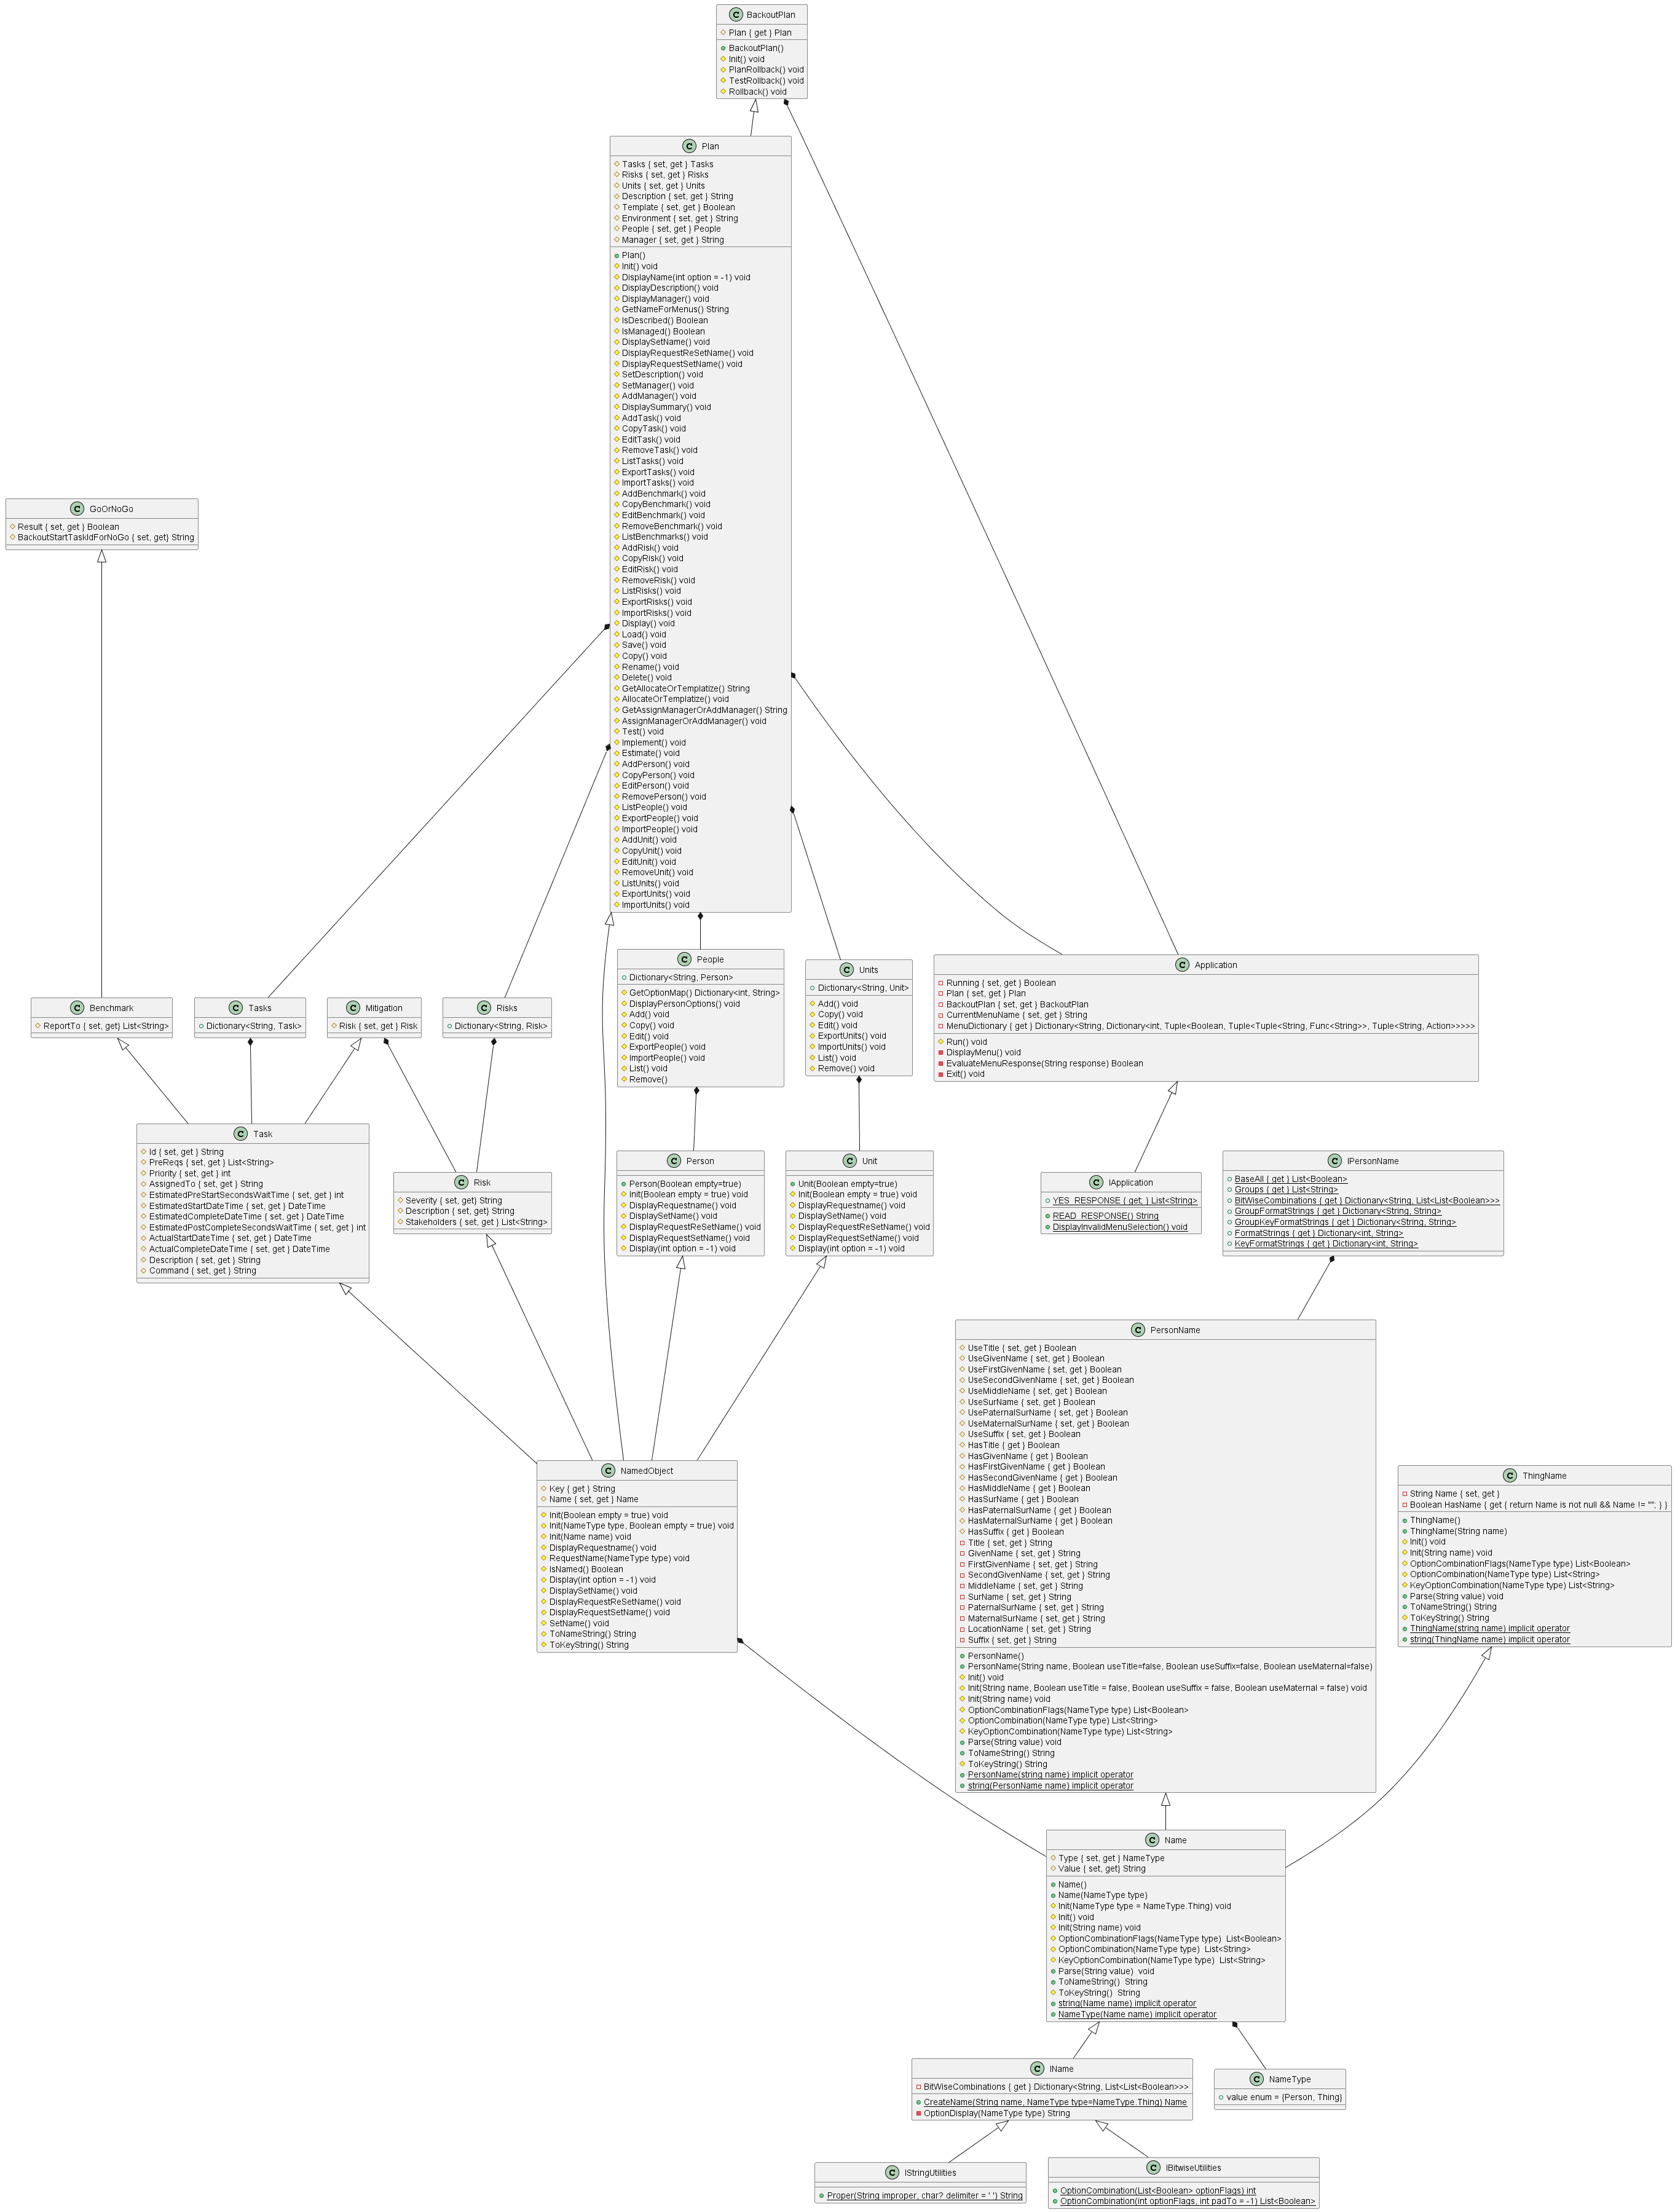 BackoutPlan
Plan { get } Plan
BackoutPlan()
Init() void
PlanRollback() void
TestRollback() void
Rollback() void
Plan
Tasks { set, get } Tasks
Risks { set, get } Risks
Units { set, get } Units
Description { set, get } String
Template { set, get } Boolean
Environment { set, get } String
People { set, get } People
Manager { set, get } String
Plan()
Init() void
DisplayName(int option = -1) void
DisplayDescription() void
DisplayManager() void
GetNameForMenus() String
IsDescribed() Boolean
IsManaged() Boolean
DisplaySetName() void
DisplayRequestReSetName() void
DisplayRequestSetName() void
SetDescription() void
SetManager() void
AddManager() void
DisplaySummary() void
AddTask() void
CopyTask() void
EditTask() void
RemoveTask() void
ListTasks() void
ExportTasks() void
ImportTasks() void
AddBenchmark() void
CopyBenchmark() void
EditBenchmark() void
RemoveBenchmark() void
ListBenchmarks() void
AddRisk() void
CopyRisk() void
EditRisk() void
RemoveRisk() void
ListRisks() void
ExportRisks() void
ImportRisks() void
Display() void
Load() void
Save() void
Copy() void
Rename() void
Delete() void
GetAllocateOrTemplatize() String
AllocateOrTemplatize() void
GetAssignManagerOrAddManager() String
AssignManagerOrAddManager() void
Test() void
Implement() void
Estimate() void
AddPerson() void
CopyPerson() void
EditPerson() void
RemovePerson() void
ListPeople() void
ExportPeople() void
ImportPeople() void
AddUnit() void
CopyUnit() void
EditUnit() void
RemoveUnit() void
ListUnits() void
ExportUnits() void
ImportUnits() void
GoOrNoGo
Result { set, get } Boolean
BackoutStartTaskIdForNoGo { set, get} String
Benchmark
ReportTo { set, get} List<String>
Tasks
Dictionary<String, Task>
Mitigation
Risk { set, get } Risk
Risks
Dictionary<String, Risk>
People
Dictionary<String, Person>
GetOptionMap() Dictionary<int, String>
DisplayPersonOptions() void
Add() void
Copy() void
Edit() void
ExportPeople() void
ImportPeople() void
List() void
Remove()
Units
Dictionary<String, Unit>
Add() void
Copy() void
Edit() void
ExportUnits() void
ImportUnits() void
List() void
Remove() void
Application
Running { set, get } Boolean
Plan { set, get } Plan
BackoutPlan { set, get } BackoutPlan
CurrentMenuName { set, get } String
MenuDictionary { get } Dictionary<String, Dictionary<int, Tuple<Boolean, Tuple<Tuple<String, Func<String>>, Tuple<String, Action>>>>>
Run() void
DisplayMenu() void
EvaluateMenuResponse(String response) Boolean
Exit() void
Task
Id { set, get } String
PreReqs { set, get } List<String>
Priority { set, get } int
AssignedTo { set, get } String
EstimatedPreStartSecondsWaitTime { set, get } int
EstimatedStartDateTime { set, get } DateTime
EstimatedCompleteDateTime { set, get } DateTime
EstimatedPostCompleteSecondsWaitTime { set, get } int
ActualStartDateTime { set, get } DateTime
ActualCompleteDateTime { set, get } DateTime
Description { set, get } String
Command { set, get } String
Risk
Severity { set, get} String
Description { set, get} String
Stakeholders { set, get } List<String>
Person
Person(Boolean empty=true)
Init(Boolean empty = true) void
DisplayRequestname() void
DisplaySetName() void
DisplayRequestReSetName() void
DisplayRequestSetName() void
Display(int option = -1) void
Unit
Unit(Boolean empty=true)
Init(Boolean empty = true) void
DisplayRequestname() void
DisplaySetName() void
DisplayRequestReSetName() void
DisplayRequestSetName() void
Display(int option = -1) void
IApplication
YES_RESPONSE { get; } List<String>
READ_RESPONSE() String
DisplayInvalidMenuSelection() void
IPersonName
BaseAll { get } List<Boolean>
Groups { get } List<String>
BitWiseCombinations { get } Dictionary<String, List<List<Boolean>>>
GroupFormatStrings { get } Dictionary<String, String>
GroupKeyFormatStrings { get } Dictionary<String, String>
FormatStrings { get } Dictionary<int, String>
KeyFormatStrings { get } Dictionary<int, String>
PersonName
UseTitle { set, get } Boolean
UseGivenName { set, get } Boolean
UseFirstGivenName { set, get } Boolean
UseSecondGivenName { set, get } Boolean
UseMiddleName { set, get } Boolean
UseSurName { set, get } Boolean
UsePaternalSurName { set, get } Boolean
UseMaternalSurName { set, get } Boolean
UseSuffix { set, get } Boolean
HasTitle { get } Boolean
HasGivenName { get } Boolean
HasFirstGivenName { get } Boolean
HasSecondGivenName { get } Boolean
HasMiddleName { get } Boolean
HasSurName { get } Boolean
HasPaternalSurName { get } Boolean
HasMaternalSurName { get } Boolean
HasSuffix { get } Boolean
Title { set, get } String
GivenName { set, get } String
FirstGivenName { set, get } String
SecondGivenName { set, get } String
MiddleName { set, get } String
SurName { set, get } String
PaternalSurName { set, get } String
MaternalSurName { set, get } String
LocationName { set, get } String
Suffix { set, get } String
PersonName()
PersonName(String name, Boolean useTitle=false, Boolean useSuffix=false, Boolean useMaternal=false)
Init() void
Init(String name, Boolean useTitle = false, Boolean useSuffix = false, Boolean useMaternal = false) void
Init(String name) void
OptionCombinationFlags(NameType type) List<Boolean>
OptionCombination(NameType type) List<String>
KeyOptionCombination(NameType type) List<String>
Parse(String value) void
ToNameString() String
ToKeyString() String
PersonName(string name) implicit operator
string(PersonName name) implicit operator
NamedObject
Key { get } String
Name { set, get } Name
Init(Boolean empty = true) void
Init(NameType type, Boolean empty = true) void
Init(Name name) void
DisplayRequestname() void
RequestName(NameType type) void
IsNamed() Boolean
Display(int option = -1) void
DisplaySetName() void
DisplayRequestReSetName() void
DisplayRequestSetName() void
SetName() void
ToNameString() String
ToKeyString() String
ThingName
String Name { set, get }
Boolean HasName { get { return Name is not null && Name != ""; } }
ThingName()
ThingName(String name)
Init() void
Init(String name) void
OptionCombinationFlags(NameType type) List<Boolean>
OptionCombination(NameType type) List<String>
KeyOptionCombination(NameType type) List<String>
Parse(String value) void
ToNameString() String
ToKeyString() String
ThingName(string name) implicit operator
string(ThingName name) implicit operator
Name
Type { set, get } NameType
Value { set, get} String
Name()
Name(NameType type)
Init(NameType type = NameType.Thing) void
Init() void
Init(String name) void
OptionCombinationFlags(NameType type) List<Boolean>
OptionCombination(NameType type) List<String>
KeyOptionCombination(NameType type) List<String>
Parse(String value) void
ToNameString() String
ToKeyString() String
string(Name name) implicit operator
NameType(Name name) implicit operator
IName
BitWiseCombinations { get } Dictionary<String, List<List<Boolean>>>
CreateName(String name, NameType type=NameType.Thing) Name
OptionDisplay(NameType type) String
NameType
value enum = {Person, Thing}
IStringUtilities
Proper(String improper, char? delimiter = ' ') String
IBitwiseUtilities
OptionCombination(List<Boolean> optionFlags) int
OptionCombination(int optionFlags, int padTo = -1) List<Boolean>